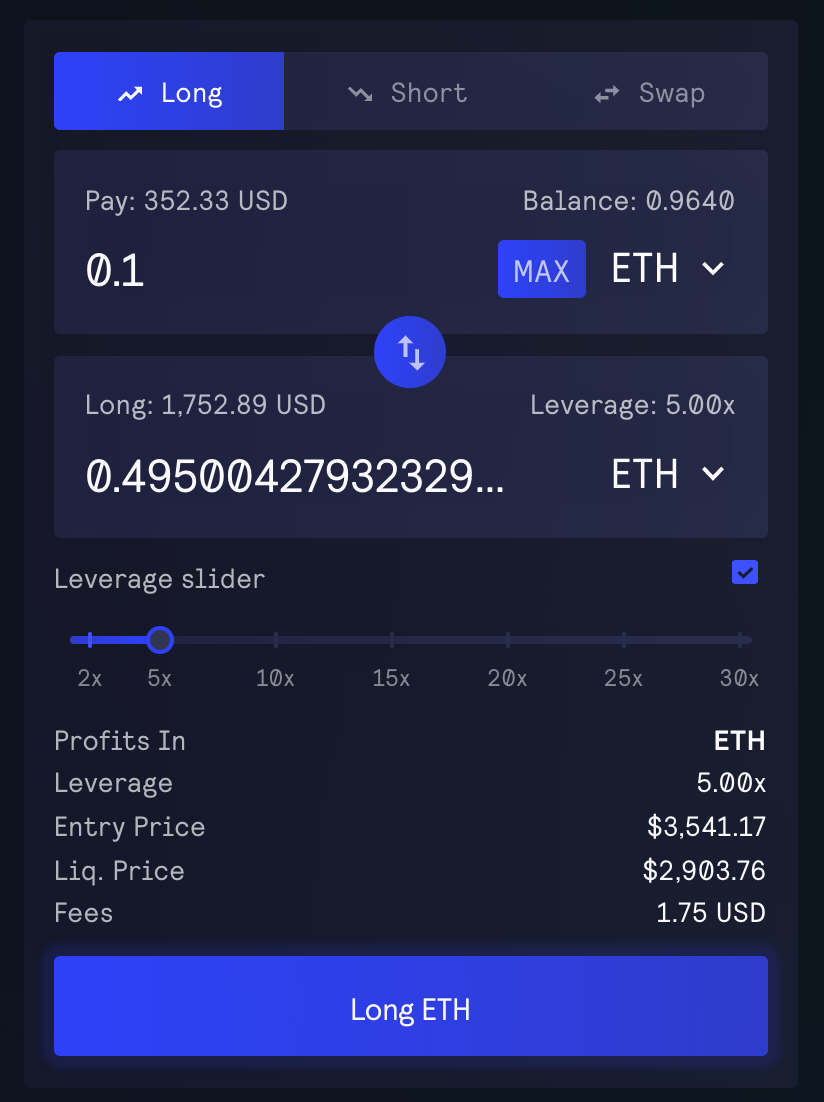 Long Short Swap
Pay: 352.33 USD Balance: 0.9640
0.1 MAX ETH
Long: 1,752.89 USD Leverage: 5.00x
0.49500427932329... ETH
Leverage slider
2x 5x 10x 15x 20x 25x 30x
Profits In ETH
Leverage 5.00x
Entry Price $3,541.17
Liq. Price $2,903.76
Fees 1.75 USD
Long ETH